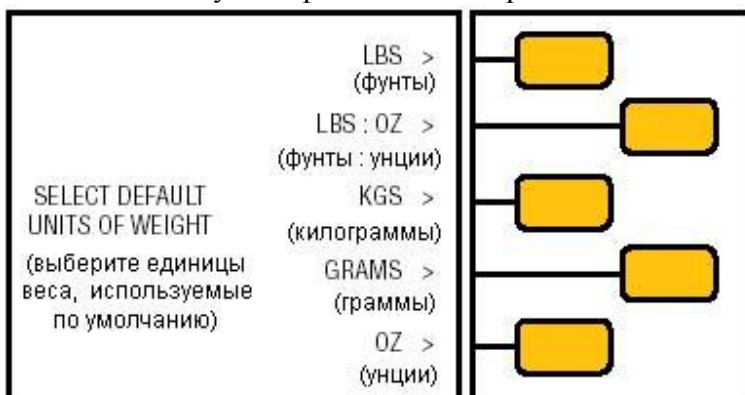 LBS >
(фунты)
LBS : OZ >
(фунты : унции)
SELECT DEFAULT
UNITS OF WEIGHT
(выберите единицы
веса, используемые
по умолчанию)
KGS >
(килограммы)
GRAMS >
(граммы)
OZ >
(унции)